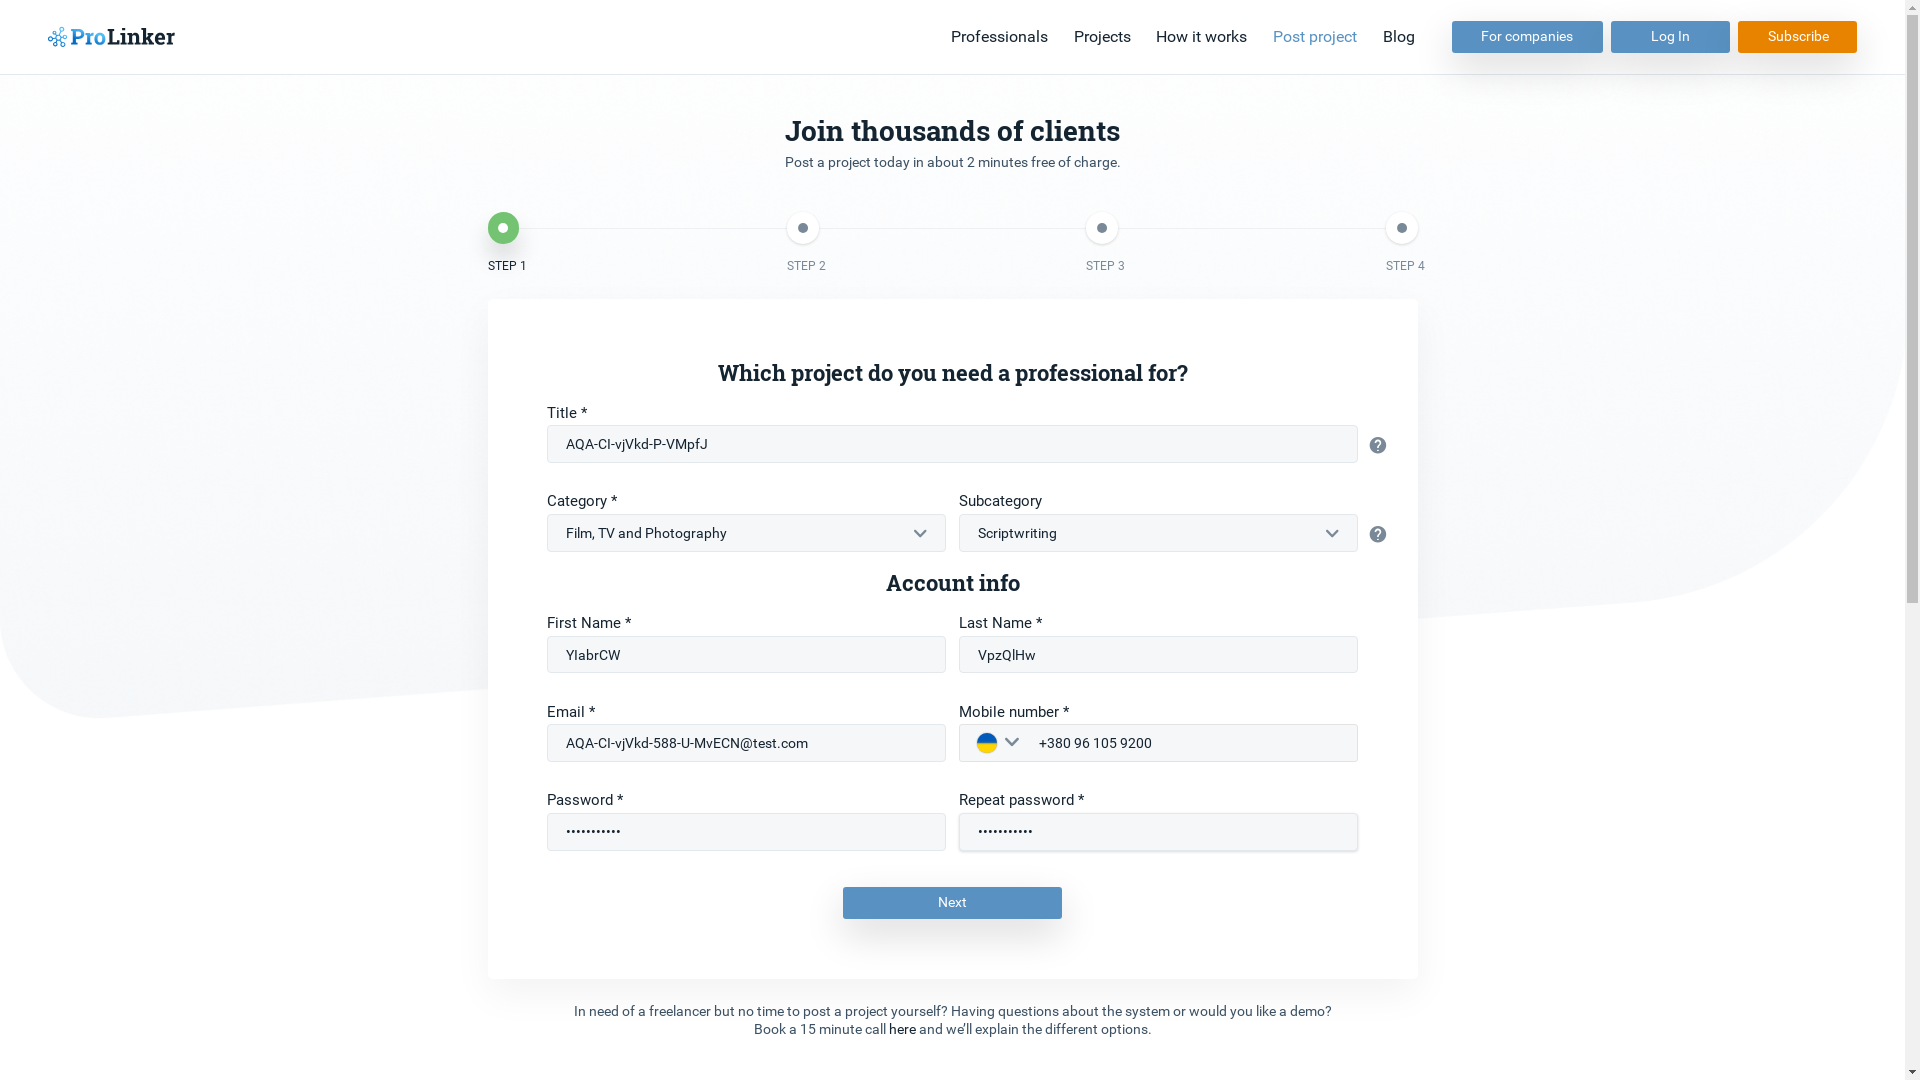 ProLinker
Professionals Projects How it works Post project Blog For companies Log In Subscribe
Join thousands of clients
Post a project today in about 2 minutes free of charge.
STEP 1 STEP 2 STEP 3 STEP 4
Which project do you need a professional for?
Title *
AQA-CI-vjVkd-P-VMpfJ
?
Category * Subcategory
Film, TV and Photography Scriptwriting
?
Account info
First Name * Last Name *
YIabrCW VpzQlHw
Email * Mobile number *
AQA-CI-vjVkd-588-U-MvECN@test.com +380 96 105 9200
Password * Repeat password *
••••••••••• •••••••••••
Next
In need of a freelancer but no time to post a project yourself? Having questions about the system or would you like a demo?
Book a 15 minute call here and we’ll explain the different options.